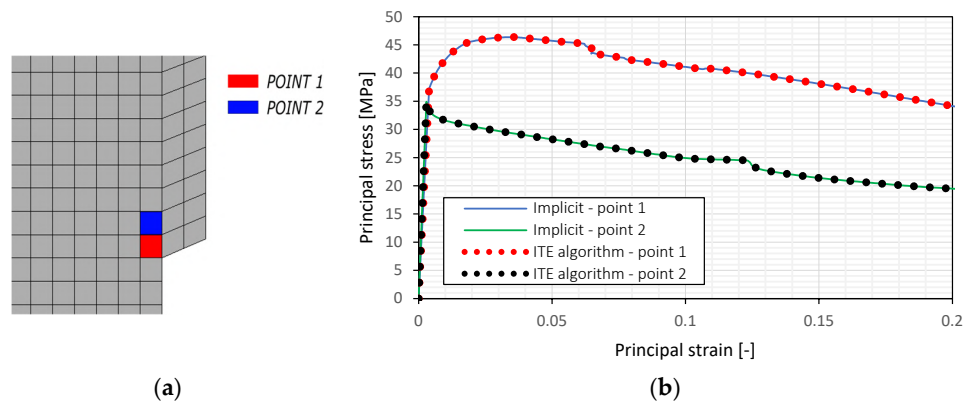 POINT 1
POINT 2
(a)
Principal stress [MPa]
50
45
40
35
30
25
20
15
10
5
0
Implicit - point 1
Implicit - point 2
ITE algorithm - point 1
ITE algorithm - point 2
0 0.05 0.1 0.15 0.2
Principal strain [-]
(b)